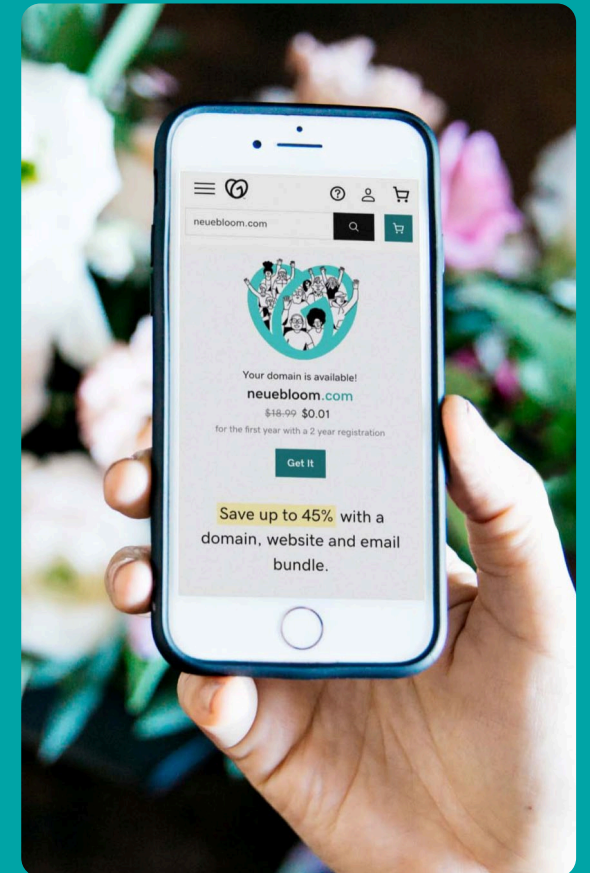 neuebloom.com
Your domain is available!
neuebloom.com
$18.99 $0.01
for the first year with a 2 year registration
Get It
Save up to 45% with a
domain, website and email
bundle.